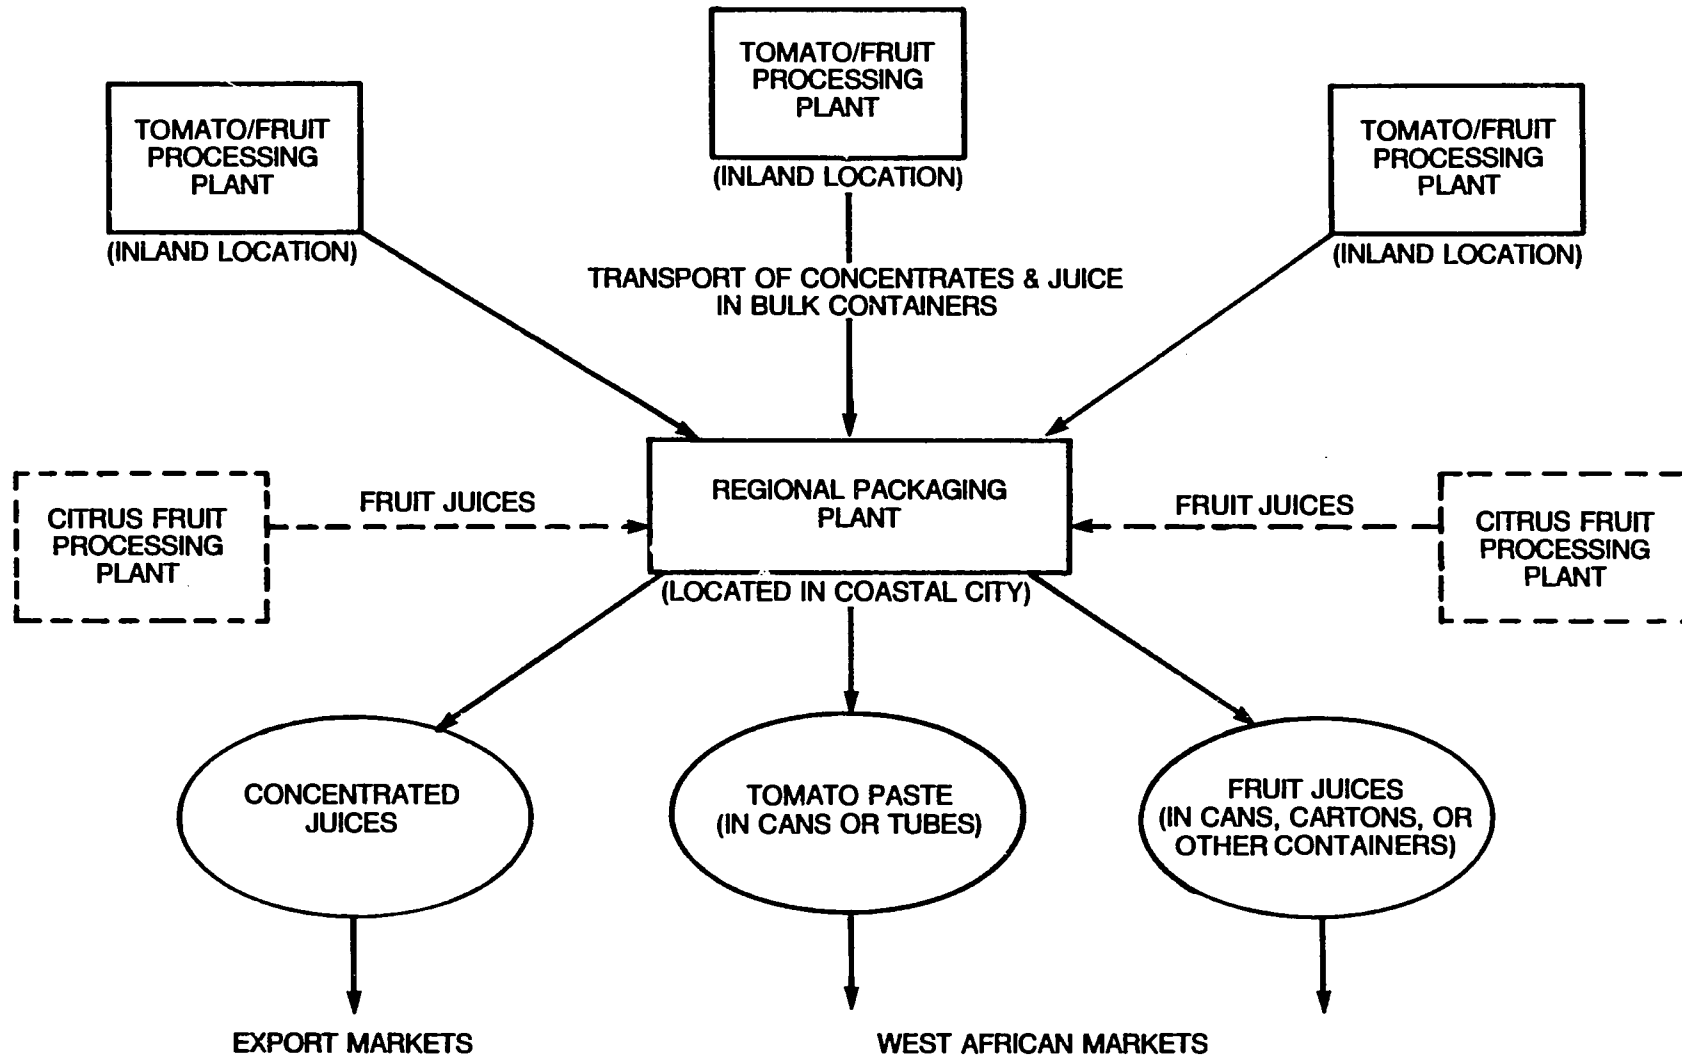 TOMATO/FRUIT
PROCESSING
PLANT
(INLAND LOCATION)
TOMATO/FRUIT
PROCESSING
PLANT
(INLAND LOCATION)
TOMATO/FRUIT
PROCESSING
PLANT
(INLAND LOCATION)
TRANSPORT OF CONCENTRATES & JUICE
IN BULK CONTAINERS
CITRUS FRUIT
PROCESSING
PLANT
FRUIT JUICES
REGIONAL PACKAGING
PLANT
(LOCATED IN COASTAL CITY)
FRUIT JUICES
CITRUS FRUIT
PROCESSING
PLANT
CONCENTRATED
JUICES
TOMATO PASTE
(IN CANS OR TUBES)
FRUIT JUICES
(IN CANS, CARTONS, OR
OTHER CONTAINERS)
EXPORT MARKETS
WEST AFRICAN MARKETS